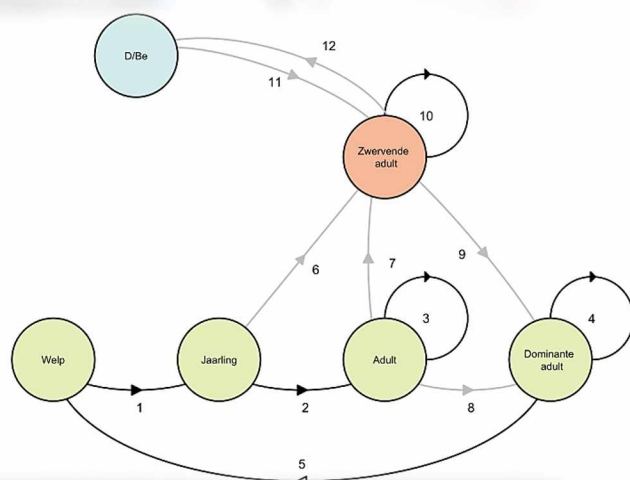 D/Be
12
11
10
Zwervende
adult
6
7
9
3
4
Welp
Jaarling
Adult
Dominante
adult
1
2
8
5